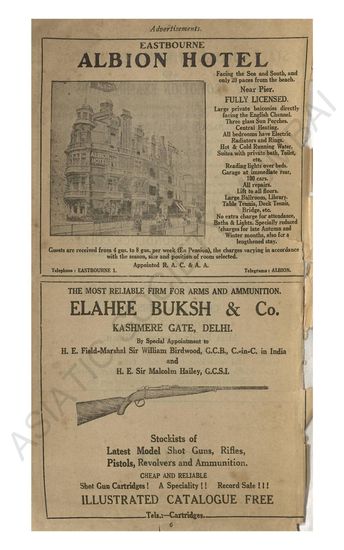 Advertisements.
EASTBOURNE
ALBION HOTEL
Facing the Sea and South, and
only 20 paces from the beach.
Near Pier.
FULLY LICENSED.
Large private balconies directly
facing the English Channel.
Three glass Sun Porches.
Central Heating.
All bedrooms have Electric
Radiators and Rings.
Hot & Cold Running Water.
Suites with private bath, Toilet,
etc.
Reading lights over beds.
Garage at immediate rear,
100 cars.
All repairs.
Lift to all floors.
Large Ballroom, Library.
Table Tennis, Deck Tennis,
Bridge, etc.
No extra charge for attendance,
Baths & Lights. Specially reduced
charges for late Autumn and
Winter months, also for a
lengthened stay.
Guests are received from 4 gns. to 8 gns. per week (En Pension), the charges varying in accordance
with the season, size and position of room selected.
Appointed R. A. C. & A. A.
Telephone : EASTBOURNE 1.
Telegrams : ALBION.
THE MOST RELIABLE FIRM FOR ARMS AND AMMUNITION.
ELAHEE BUKSH & Co.
KASHMERE GATE, DELHI.
By Special Appointment to
H. E. Field-Marshal Sir William Birdwood, G.C.B., C.-in-C. in India
and
H. E. Sir Malcolm Hailey, G.C.S.I.
Stockists of
Latest Model Shot Guns, Rifles,
Pistols, Revolvers and Ammunition.
CHEAP AND RELIABLE
Shot Gun Cartridges ! A Speciality ! ! Record Sale ! ! !
ILLUSTRATED CATALOGUE FREE
Tels.:—Cartridges.
6